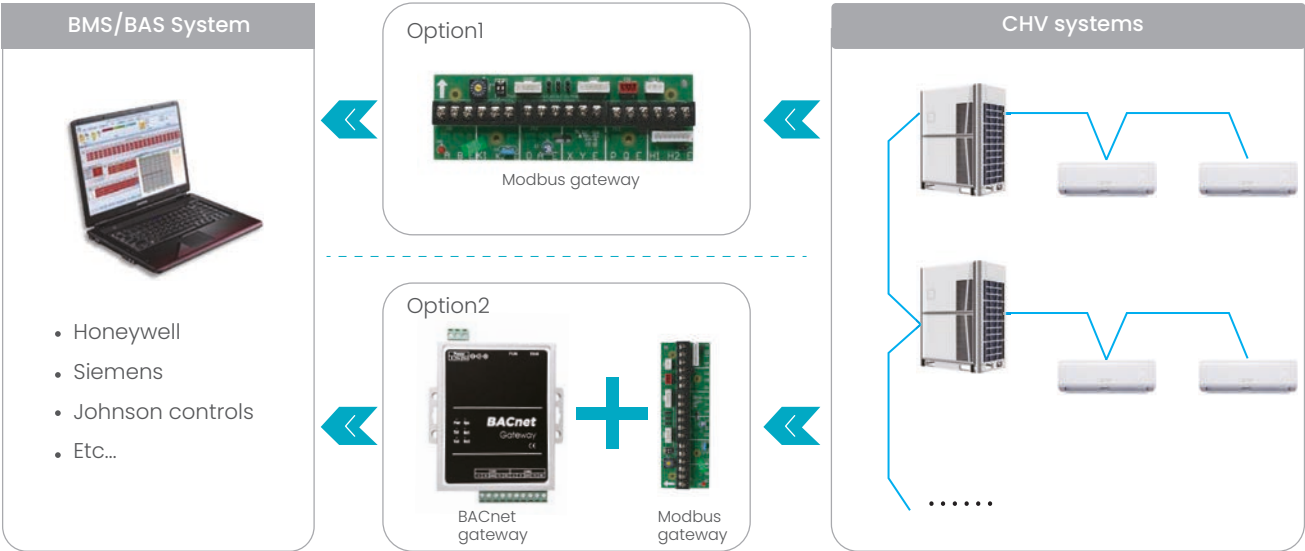 BMS/BAS System
Honeywell
Siemens
Johnson controls
Etc...
Option1
Modbus gateway
Option2
BACnet
Gateway
BACnet
gateway
Modbus
gateway
CHV systems
......